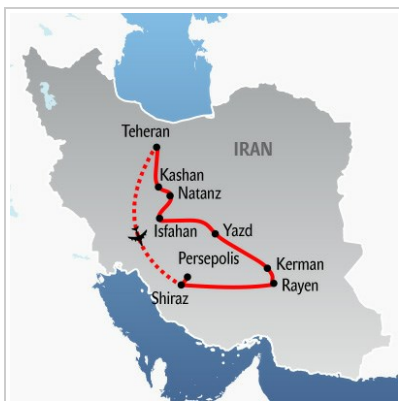 Teheran
IRAN
Kashan
Natanz
Isfahan
Yazd
Persepolis
Kerman
Shiraz
Rayen